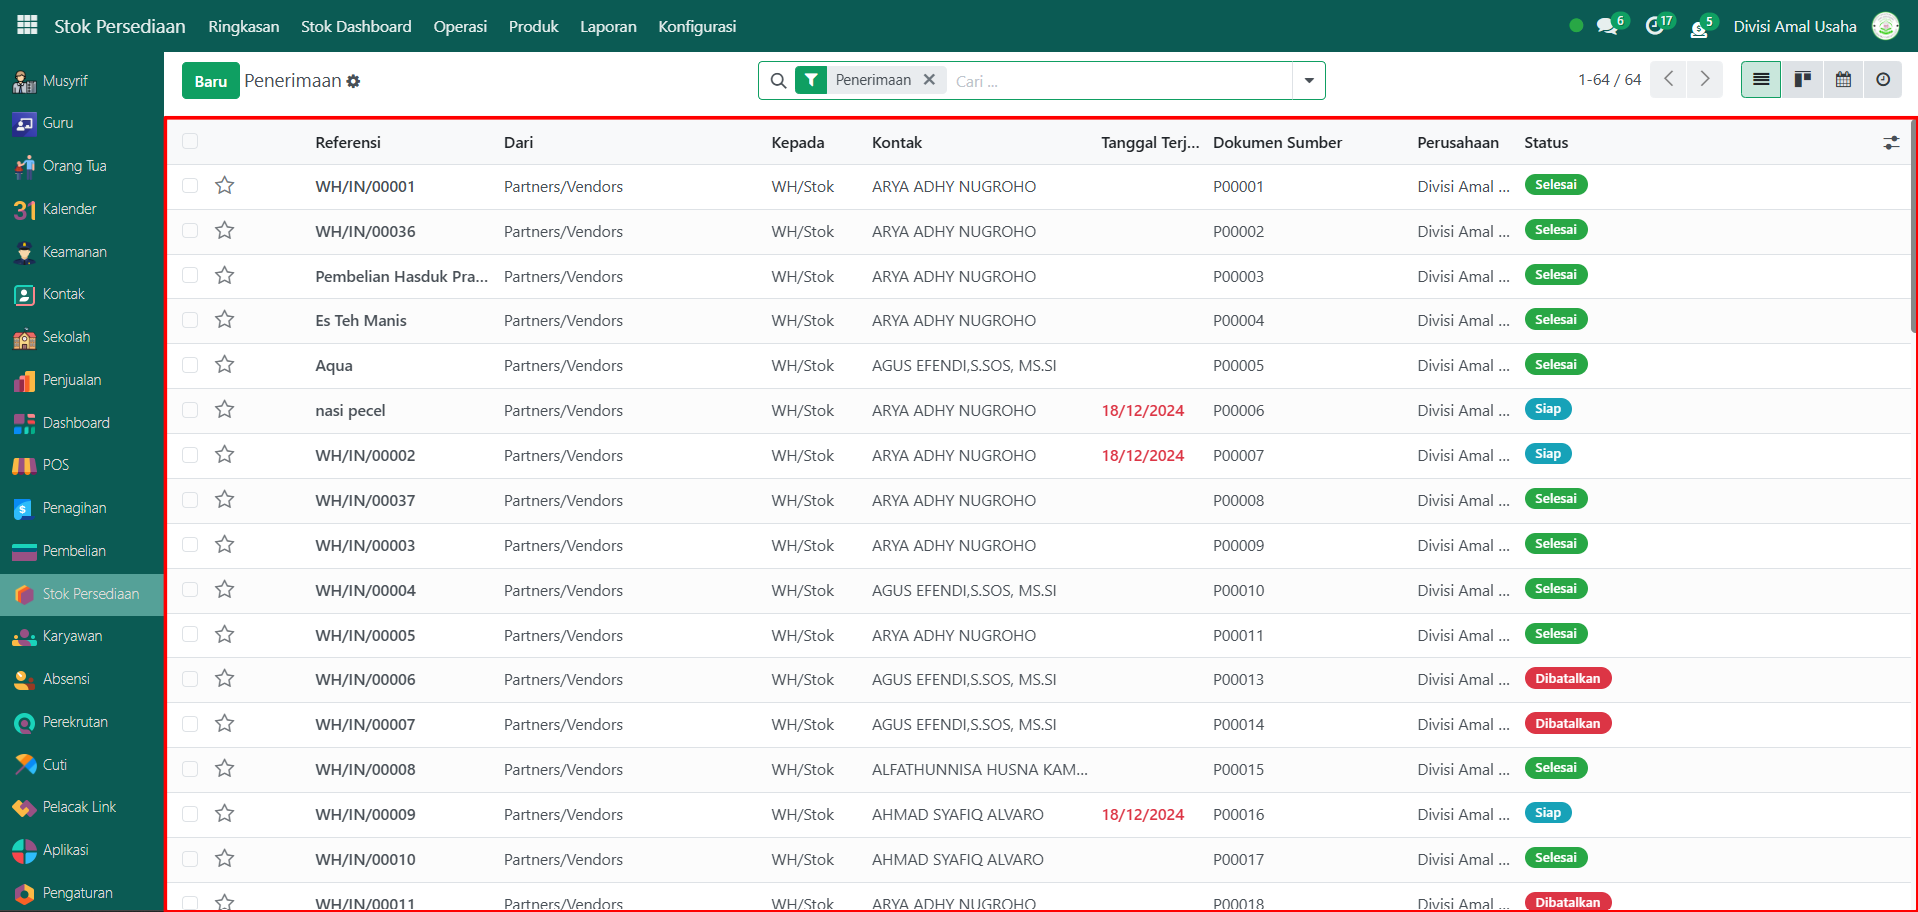 Stok Persediaan Ringkasan Stok Dashboard Operasi Produk Laporan Konfigurasi 6 17 5 Divisi Amal Usaha
Musyrif
Guru
Orang Tua
31 Kalender
Keamanan
Kontak
Sekolah
Penjualan
Dashboard
POS
Penagihan
Pembelian
Stok Persediaan
Karyawan
Absensi
Perekrutan
Cuti
Pelacak Link
Aplikasi
Pengaturan
Baru Penerimaan Penerimaan Cari ... 1-64 / 64
Referensi Dari Kepada Kontak Tanggal Terj... Dokumen Sumber Perusahaan Status
WH/IN/00001 Partners/Vendors WH/Stok ARYA ADHY NUGROHO P00001 Divisi Amal ... Selesai
WH/IN/00036 Partners/Vendors WH/Stok ARYA ADHY NUGROHO P00002 Divisi Amal ... Selesai
Pembelian Hasduk Pra... Partners/Vendors WH/Stok ARYA ADHY NUGROHO P00003 Divisi Amal ... Selesai
Es Teh Manis Partners/Vendors WH/Stok ARYA ADHY NUGROHO P00004 Divisi Amal ... Selesai
Aqua Partners/Vendors WH/Stok AGUS EFENDI,S.SOS, MS.SI P00005 Divisi Amal ... Selesai
nasi pecel Partners/Vendors WH/Stok ARYA ADHY NUGROHO 18/12/2024 P00006 Divisi Amal ... Siap
WH/IN/00002 Partners/Vendors WH/Stok ARYA ADHY NUGROHO 18/12/2024 P00007 Divisi Amal ... Siap
WH/IN/00037 Partners/Vendors WH/Stok ARYA ADHY NUGROHO P00008 Divisi Amal ... Selesai
WH/IN/00003 Partners/Vendors WH/Stok ARYA ADHY NUGROHO P00009 Divisi Amal ... Selesai
WH/IN/00004 Partners/Vendors WH/Stok AGUS EFENDI,S.SOS, MS.SI P00010 Divisi Amal ... Selesai
WH/IN/00005 Partners/Vendors WH/Stok ARYA ADHY NUGROHO P00011 Divisi Amal ... Selesai
WH/IN/00006 Partners/Vendors WH/Stok AGUS EFENDI,S.SOS, MS.SI P00013 Divisi Amal ... Dibatalkan
WH/IN/00007 Partners/Vendors WH/Stok AGUS EFENDI,S.SOS, MS.SI P00014 Divisi Amal ... Dibatalkan
WH/IN/00008 Partners/Vendors WH/Stok ALFATHUNNISA HUSNA KAM... P00015 Divisi Amal ... Selesai
WH/IN/00009 Partners/Vendors WH/Stok AHMAD SYAFIQ ALVARO 18/12/2024 P00016 Divisi Amal ... Siap
WH/IN/00010 Partners/Vendors WH/Stok AHMAD SYAFIQ ALVARO P00017 Divisi Amal ... Selesai
WH/IN/00011 Partners/Vendors WH/Stok ARYA ADHY NUGROHO P00018 Divisi Amal ... Dibatalkan